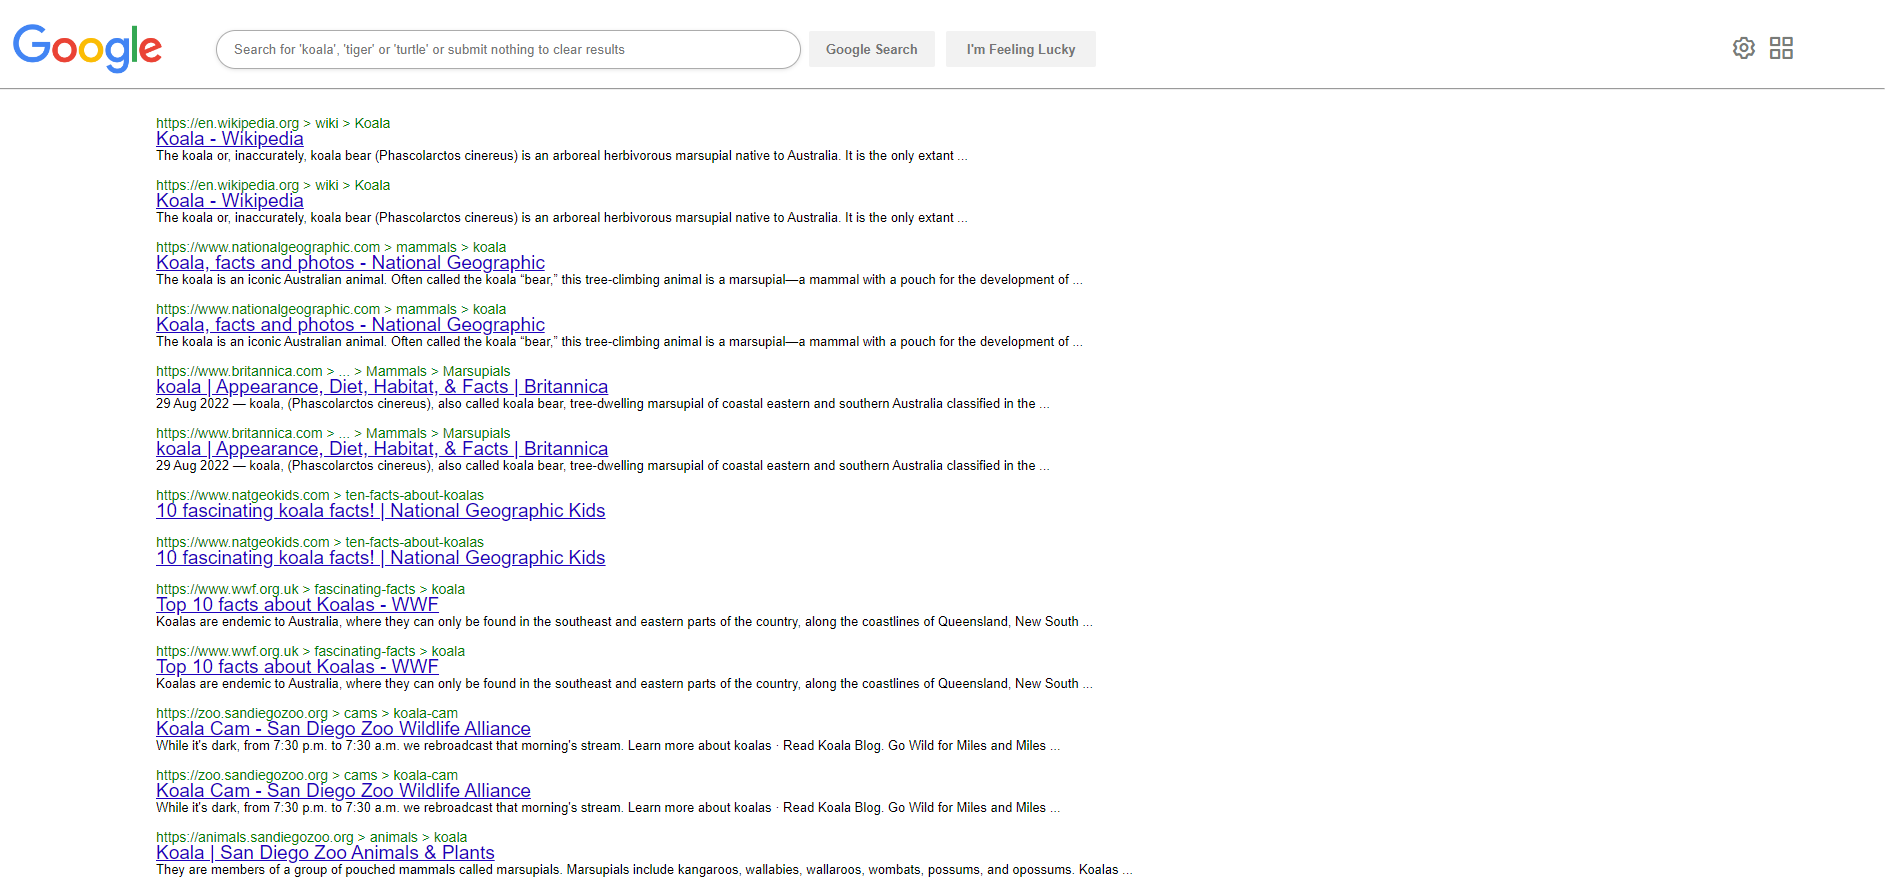 Google
Search for 'koala', 'tiger' or 'turtle' or submit nothing to clear results
Google Search
I'm Feeling Lucky
https://en.wikipedia.org > wiki > Koala
Koala - Wikipedia
The koala or, inaccurately, koala bear (Phascolarctos cinereus) is an arboreal herbivorous marsupial native to Australia. It is the only extant ...
https://en.wikipedia.org > wiki > Koala
Koala - Wikipedia
The koala or, inaccurately, koala bear (Phascolarctos cinereus) is an arboreal herbivorous marsupial native to Australia. It is the only extant ...
https://www.nationalgeographic.com > mammals > koala
Koala, facts and photos - National Geographic
The koala is an iconic Australian animal. Often called the koala “bear,” this tree-climbing animal is a marsupial—a mammal with a pouch for the development of ...
https://www.nationalgeographic.com > mammals > koala
Koala, facts and photos - National Geographic
The koala is an iconic Australian animal. Often called the koala “bear,” this tree-climbing animal is a marsupial—a mammal with a pouch for the development of ...
https://www.britannica.com > ... > Mammals > Marsupials
koala | Appearance, Diet, Habitat, & Facts | Britannica
29 Aug 2022 — koala, (Phascolarctos cinereus), also called koala bear, tree-dwelling marsupial of coastal eastern and southern Australia classified in the ...
https://www.britannica.com > ... > Mammals > Marsupials
koala | Appearance, Diet, Habitat, & Facts | Britannica
29 Aug 2022 — koala, (Phascolarctos cinereus), also called koala bear, tree-dwelling marsupial of coastal eastern and southern Australia classified in the ...
https://www.natgeokids.com > ten-facts-about-koalas
10 fascinating koala facts! | National Geographic Kids
https://www.natgeokids.com > ten-facts-about-koalas
10 fascinating koala facts! | National Geographic Kids
https://www.wwf.org.uk > fascinating-facts > koala
Top 10 facts about Koalas - WWF
Koalas are endemic to Australia, where they can only be found in the southeast and eastern parts of the country, along the coastlines of Queensland, New South ...
https://www.wwf.org.uk > fascinating-facts > koala
Top 10 facts about Koalas - WWF
Koalas are endemic to Australia, where they can only be found in the southeast and eastern parts of the country, along the coastlines of Queensland, New South ...
https://zoo.sandiegozoo.org > cams > koala-cam
Koala Cam - San Diego Zoo Wildlife Alliance
While it's dark, from 7:30 p.m. to 7:30 a.m. we rebroadcast that morning's stream. Learn more about koalas · Read Koala Blog. Go Wild for Miles and Miles ...
https://zoo.sandiegozoo.org > cams > koala-cam
Koala Cam - San Diego Zoo Wildlife Alliance
While it's dark, from 7:30 p.m. to 7:30 a.m. we rebroadcast that morning's stream. Learn more about koalas · Read Koala Blog. Go Wild for Miles and Miles ...
https://animals.sandiegozoo.org > animals > koala
Koala | San Diego Zoo Animals & Plants
They are members of a group of pouched mammals called marsupials. Marsupials include kangaroos, wallabies, wallaroos, wombats, possums, and opossums. Koalas ...